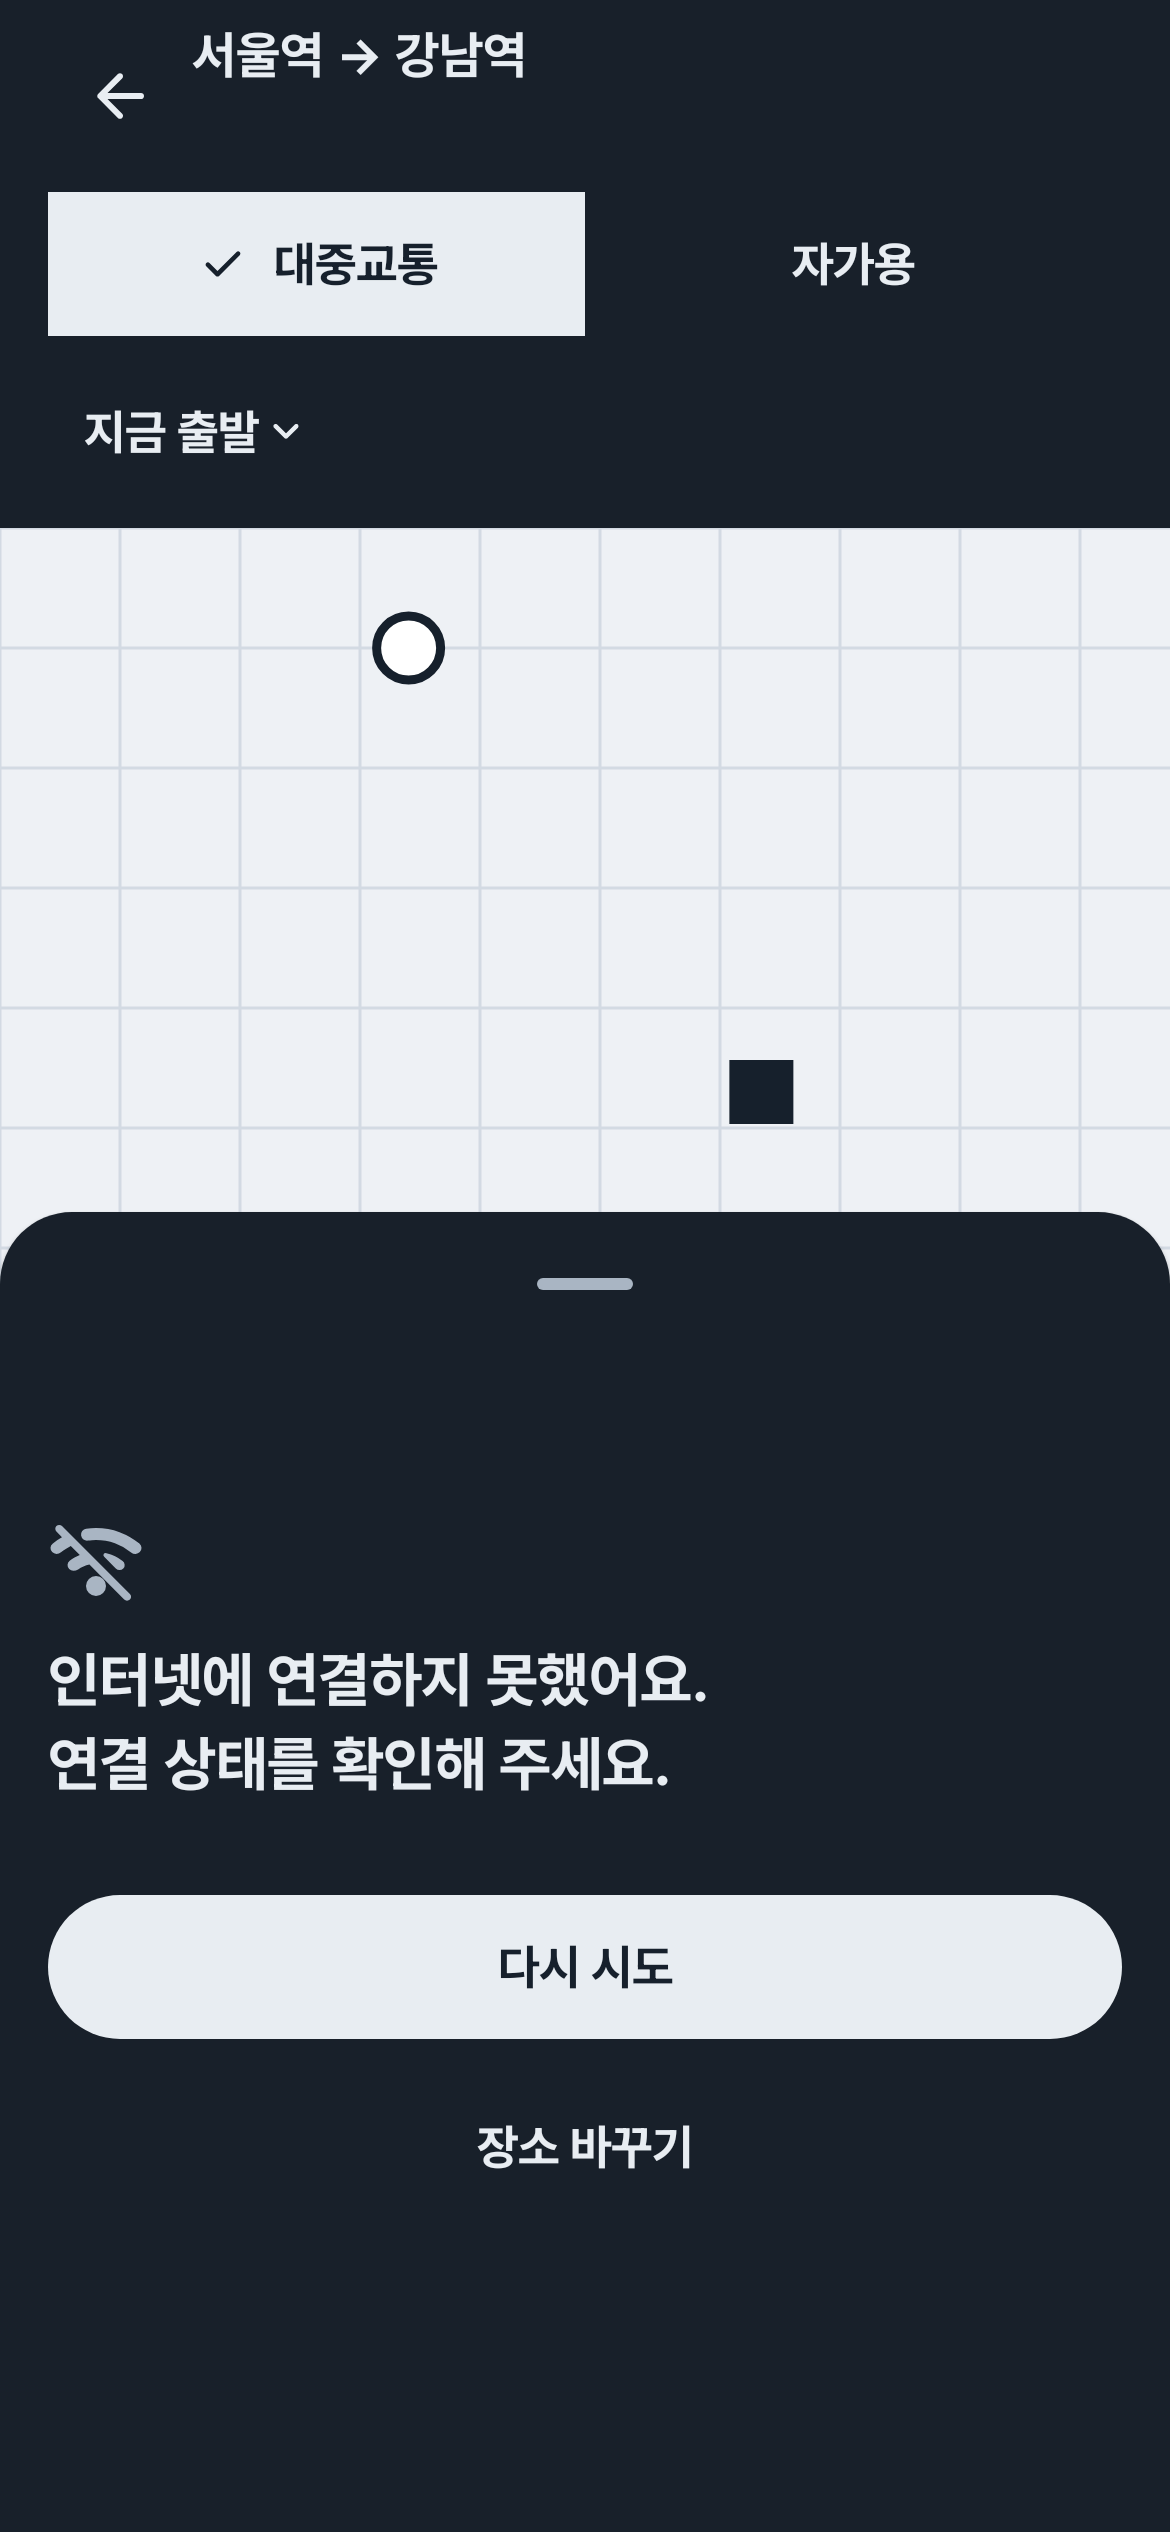 서울역 → 강남역
대중교통
자가용
지금 출발
인터넷에 연결하지 못했어요.
연결 상태를 확인해 주세요.
다시 시도
장소 바꾸기